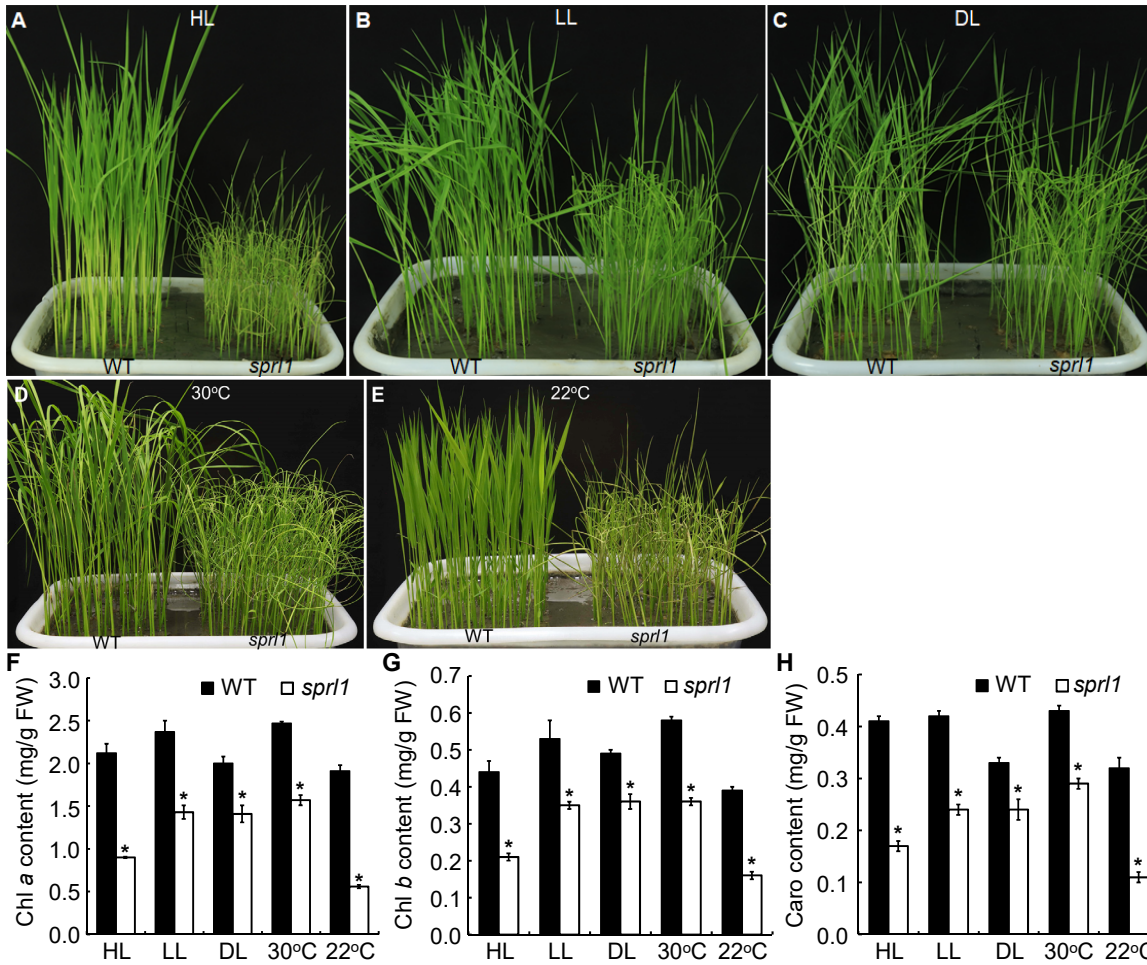 A HL
B LL
C DL
WT sprl1
WT sprl1
WT sprl1
D 30°C
E 22°C
WT sprl1
WT sprl1
F
Chl a content (mg/g FW)
WT sprl1
3.0
2.5
2.0
1.5
1.0
0.5
0.0
* * * * *
HL LL DL 30°C 22°C
G
Chl b content (mg/g FW)
WT sprl1
0.7
0.6
0.5
0.4
0.3
0.2
0.1
0.0
* * * * *
HL LL DL 30°C 22°C
H
Caro content (mg/g FW)
WT sprl1
0.5
0.4
0.3
0.2
0.1
0.0
* * * * *
HL LL DL 30°C 22°C